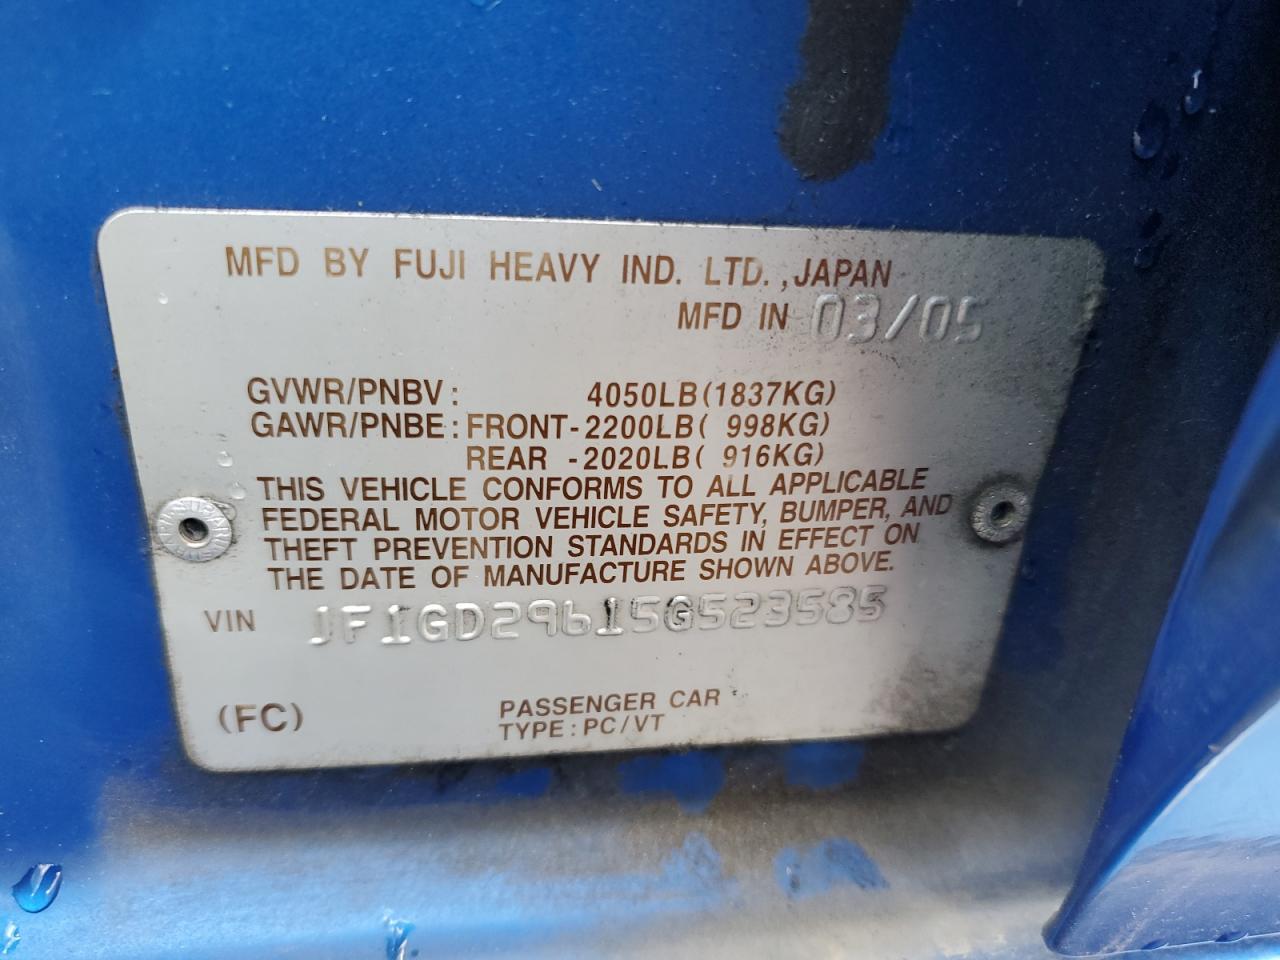 MFD BY FUJI HEAVY IND. LTD., JAPAN
MFD IN 03/05
GVWR/PNBV: 4050LB(1837KG)
GAWR/PNBE: FRONT-2200LB( 998KG)
REAR -2020LB( 916KG)
THIS VEHICLE CONFORMS TO ALL APPLICABLE
FEDERAL MOTOR VEHICLE SAFETY, BUMPER, AND
THEFT PREVENTION STANDARDS IN EFFECT ON
THE DATE OF MANUFACTURE SHOWN ABOVE.
VIN JF1GD29615G523585
(FC) PASSENGER CAR
TYPE: PC/VT